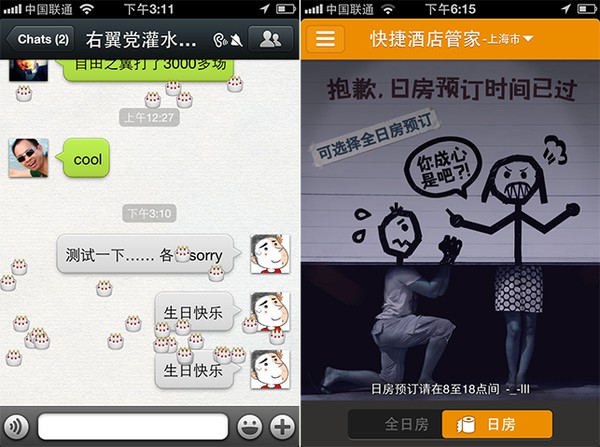 中国联通
下午3:11
Chats (2)
右翼党灌水...
自由之翼打了3000多场
上午12:27
cool
下午3:10
测试一下…… 各 sorry
生日快乐
生日快乐
中国联通
下午6:15
快捷酒店管家-上海市
抱歉,日房预订时间已过
可选择全日房预订
你成心
是吧?!
日房预订请在8至18点间 -_-III
全日房
日房